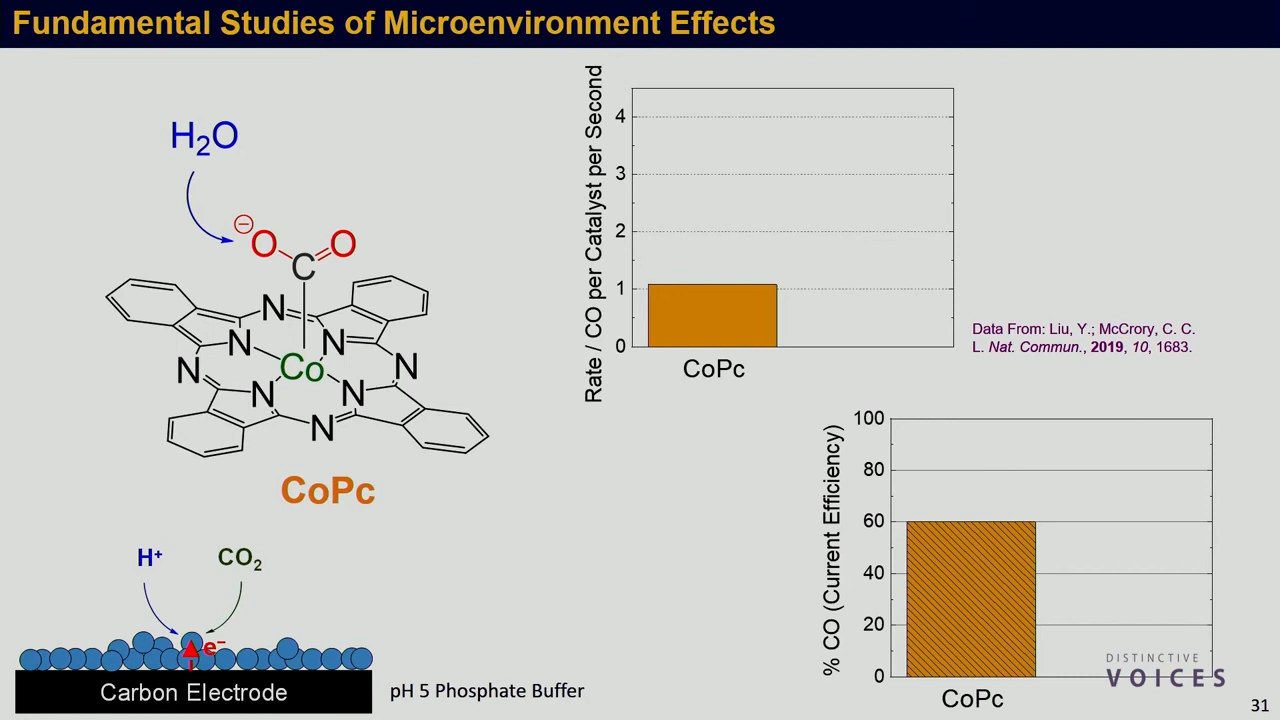 Fundamental Studies of Microenvironment Effects
H₂O
⊖
O
C
O
N
N
N
N
Co
N
N
N
N
CoPc
H⁺
CO₂
e⁻
Carbon Electrode
pH 5 Phosphate Buffer
Rate / CO per Catalyst per Second
4
3
2
1
0
CoPc
Data From: Liu, Y.; McCrory, C. C.
L. Nat. Commun., 2019, 10, 1683.
% CO (Current Efficiency)
100
80
60
40
20
0
CoPc
DISTINCTIVE
VOICES
31